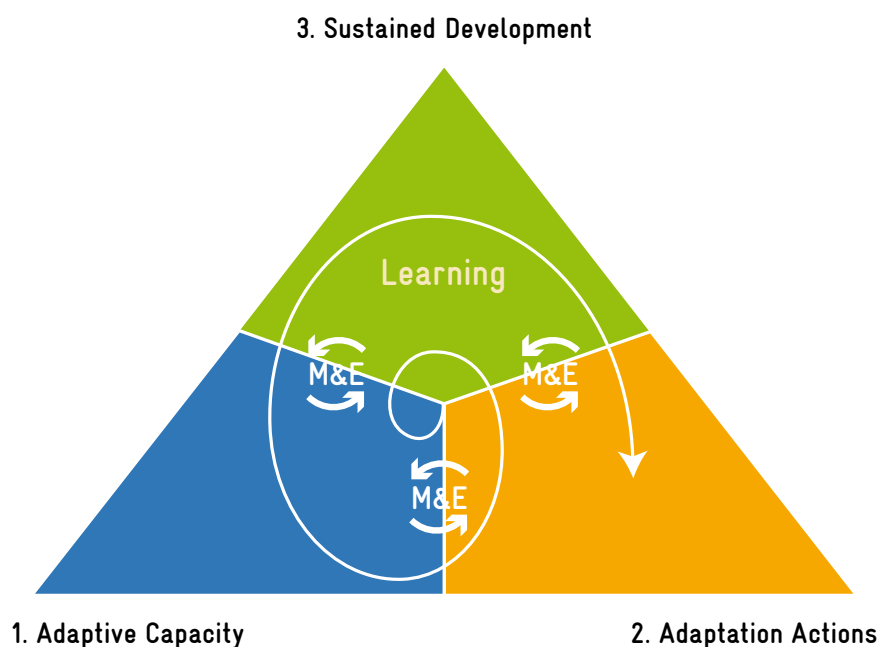 3. Sustained Development
Learning
M&E
M&E
M&E
1. Adaptive Capacity
2. Adaptation Actions